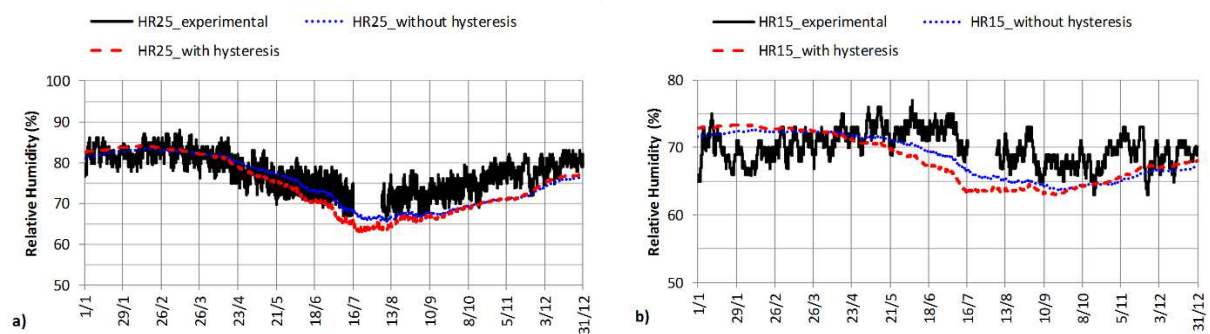 HR25_experimental HR25_without hysteresis
HR25_with hysteresis
Relative Humidity (%)
100
90
80
70
60
50
1/1 29/1 26/2 26/3 23/4 21/5 18/6 16/7 13/8 10/9 8/10 5/11 3/12 31/12
a)
HR15_experimental HR15_without hysteresis
HR15_with hysteresis
Relative Humidity (%)
80
70
60
50
1/1 29/1 26/2 26/3 23/4 21/5 18/6 16/7 13/8 10/9 8/10 5/11 3/12 31/12
b)